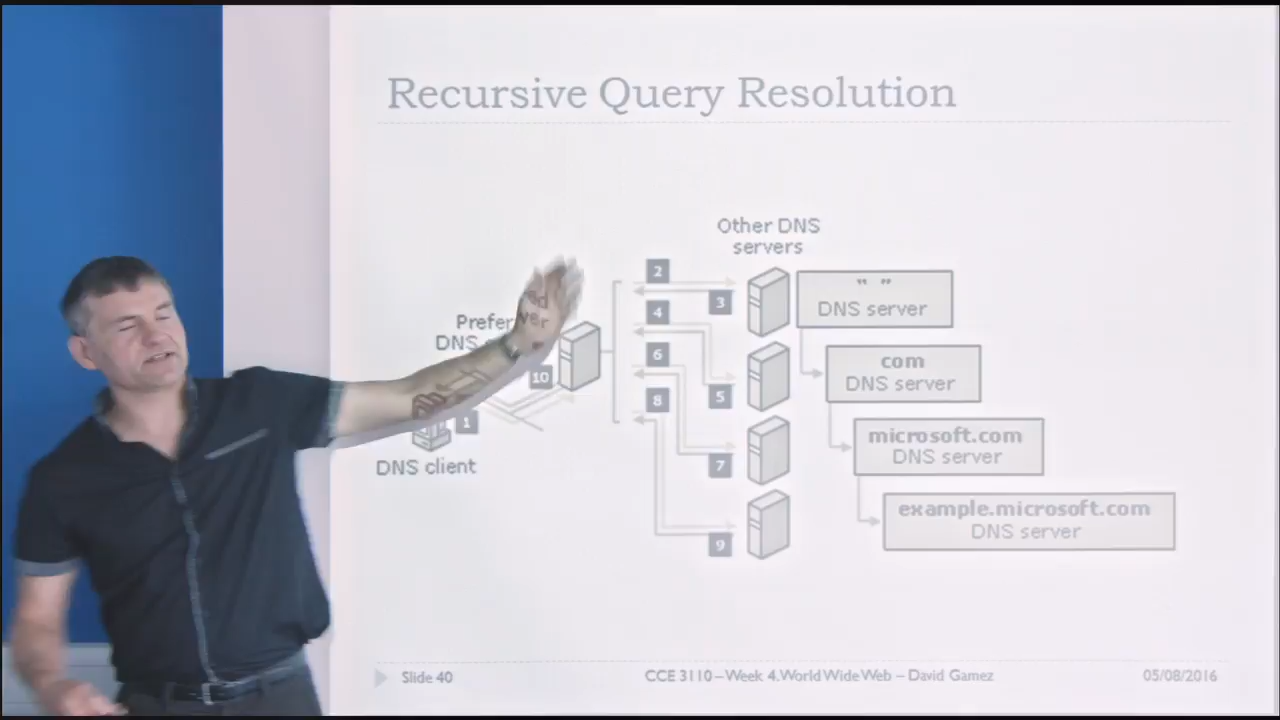 Recursive Query Resolution
Other DNS
servers
2
3
" "
DNS server
4
com
DNS server
6
5
8
microsoft.com
DNS server
7
example.microsoft.com
DNS server
9
10
1
DNS client
DNS
Slide 40
CCE 3110 – Week 4. World Wide Web – David Gamez
05/08/2016